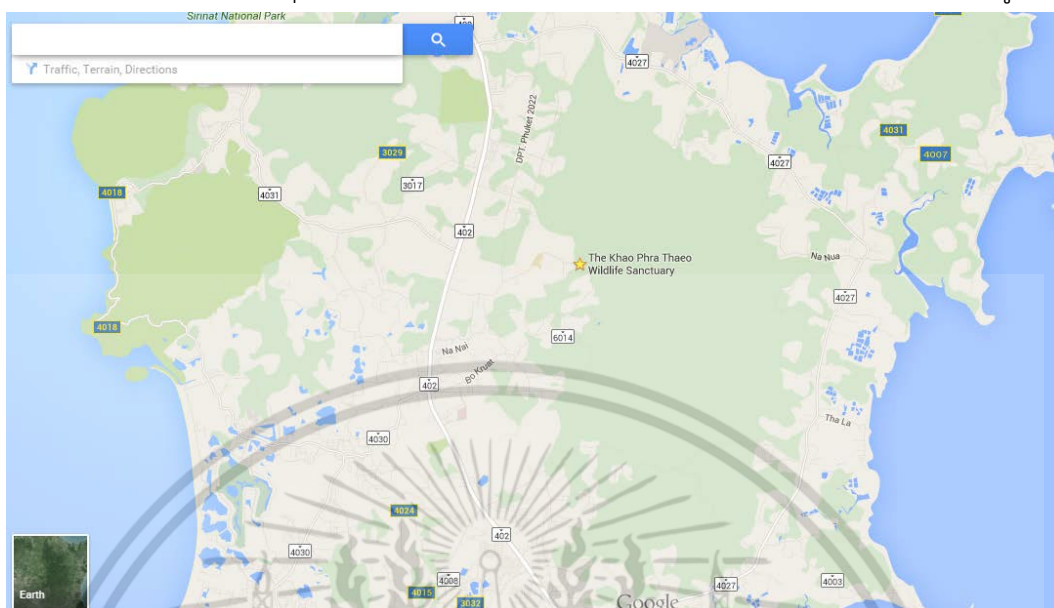 Sirinat National Park
402
4027
Traffic, Terrain, Directions
DPT. Phuket 2022
4031
3029
4007
4027
3017
4018
4031
402
The Khao Phra Thaeo
Wildlife Sanctuary
Na Nua
4027
4018
6014
Na Nai
Bo Kruat
402
Tha La
4030
4024
402
4030
4008
4027
4003
Earth
4015
3032
Google